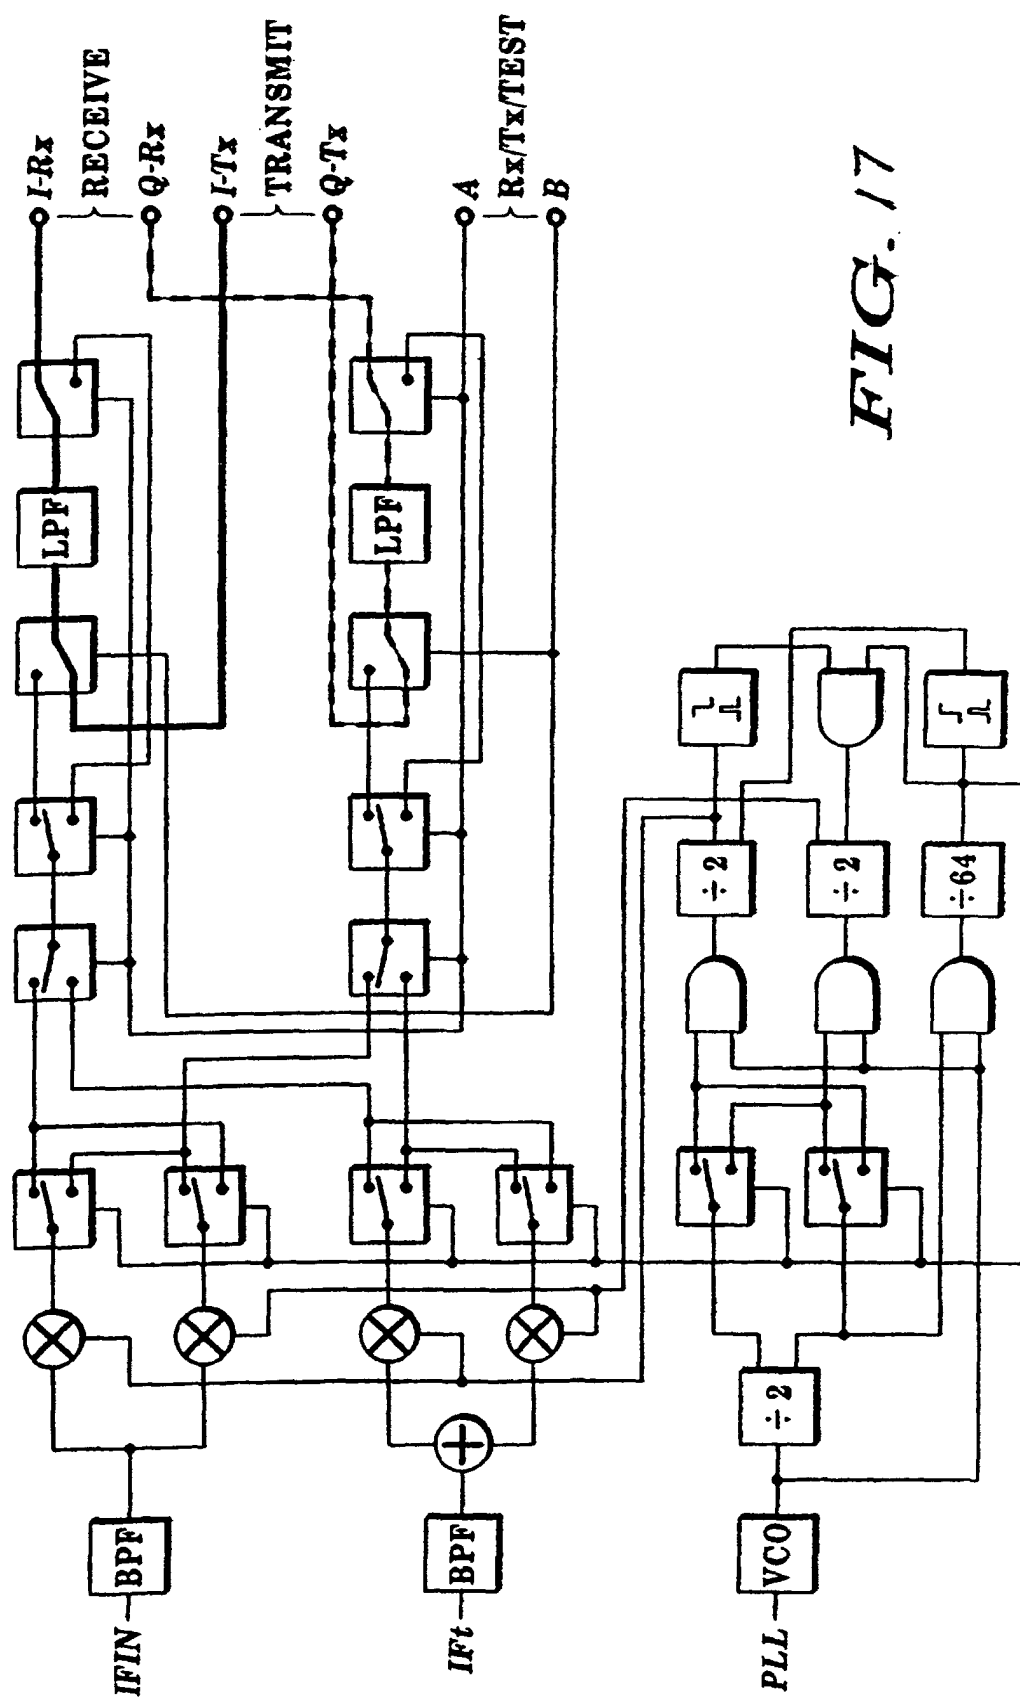 I-Rx
RECEIVE
Q-Rx
I-Tx
TRANSMIT
Q-Tx
A
Rx/Tx/TEST
B
LPF
LPF
÷2
÷2
÷64
÷2
BPF
BPF
VCO
IFIN
IFt
PLL
FIG. 17